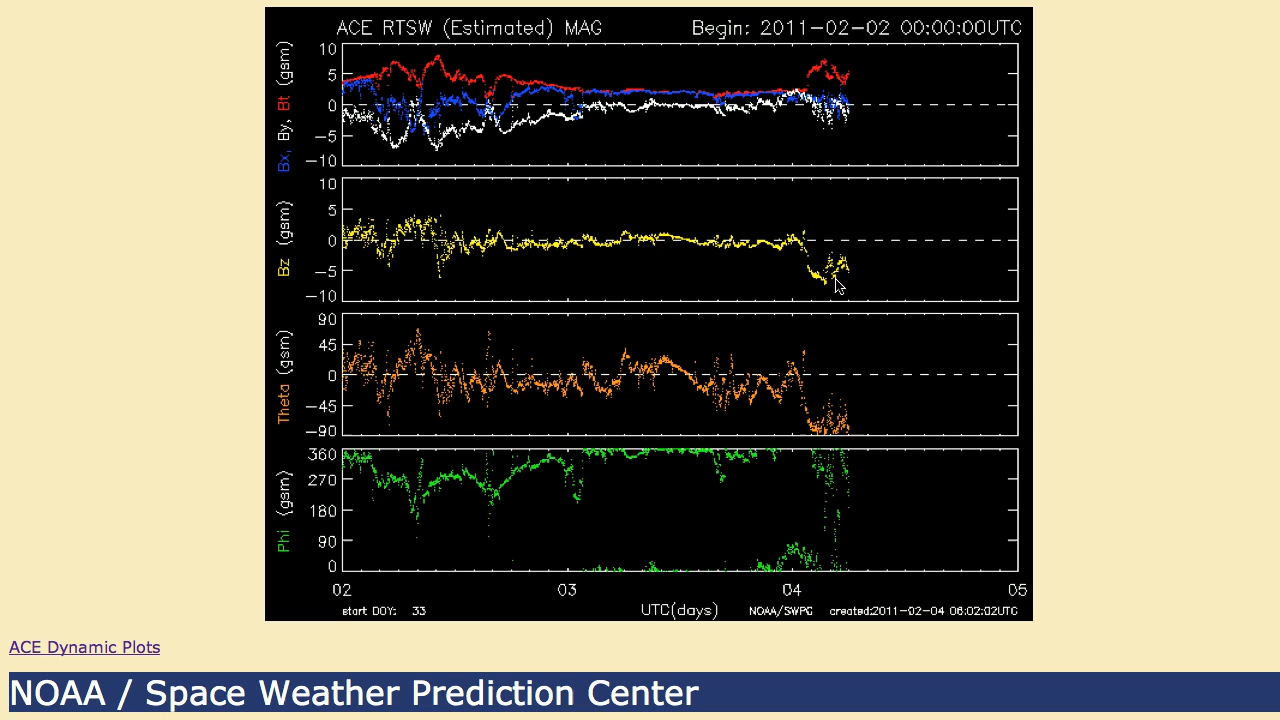 ACE RTSW (Estimated) MAG Begin: 2011-02-02 00:00:00UTC
Bx, By, Bt (gsm)
10
5
0
-5
-10
Bz (gsm)
10
5
0
-5
-10
Theta (gsm)
90
45
0
-45
-90
Phi (gsm)
360
270
180
90
0
02 03 04 05
start DOY: 33 UTC(days) NOAA/SWPC created:2011-02-04 06:02:02UTC
ACE Dynamic Plots
NOAA / Space Weather Prediction Center